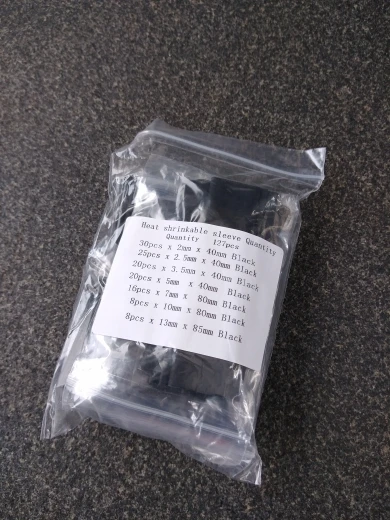 Heat shrinkable sleeve Quantity
Quantity 127pcs
30pcs x 2mm x 40mm Black
25pcs x 2.5mm x 40mm Black
20pcs x 3.5mm x 40mm Black
20pcs x 5mm x 40mm Black
16pcs x 7mm x 80mm Black
8pcs x 10mm x 80mm Black
8pcs x 13mm x 85mm Black